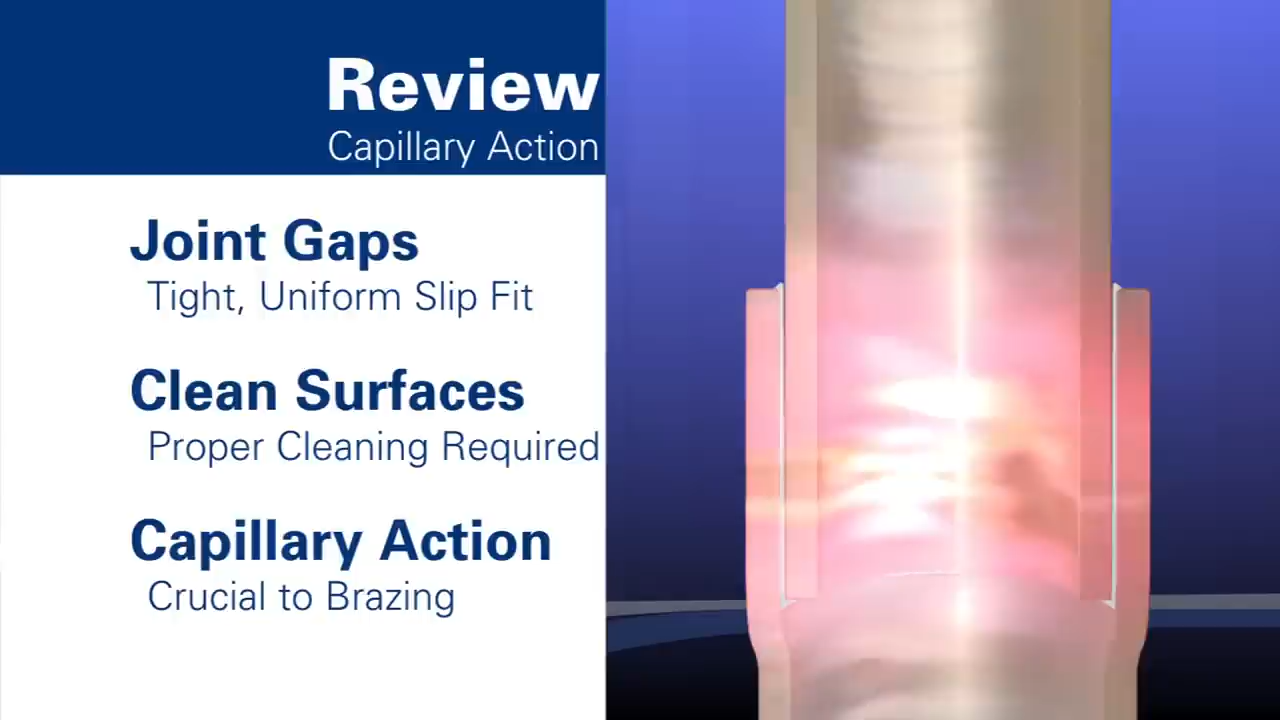 Review
Capillary Action
Joint Gaps
Tight, Uniform Slip Fit
Clean Surfaces
Proper Cleaning Required
Capillary Action
Crucial to Brazing